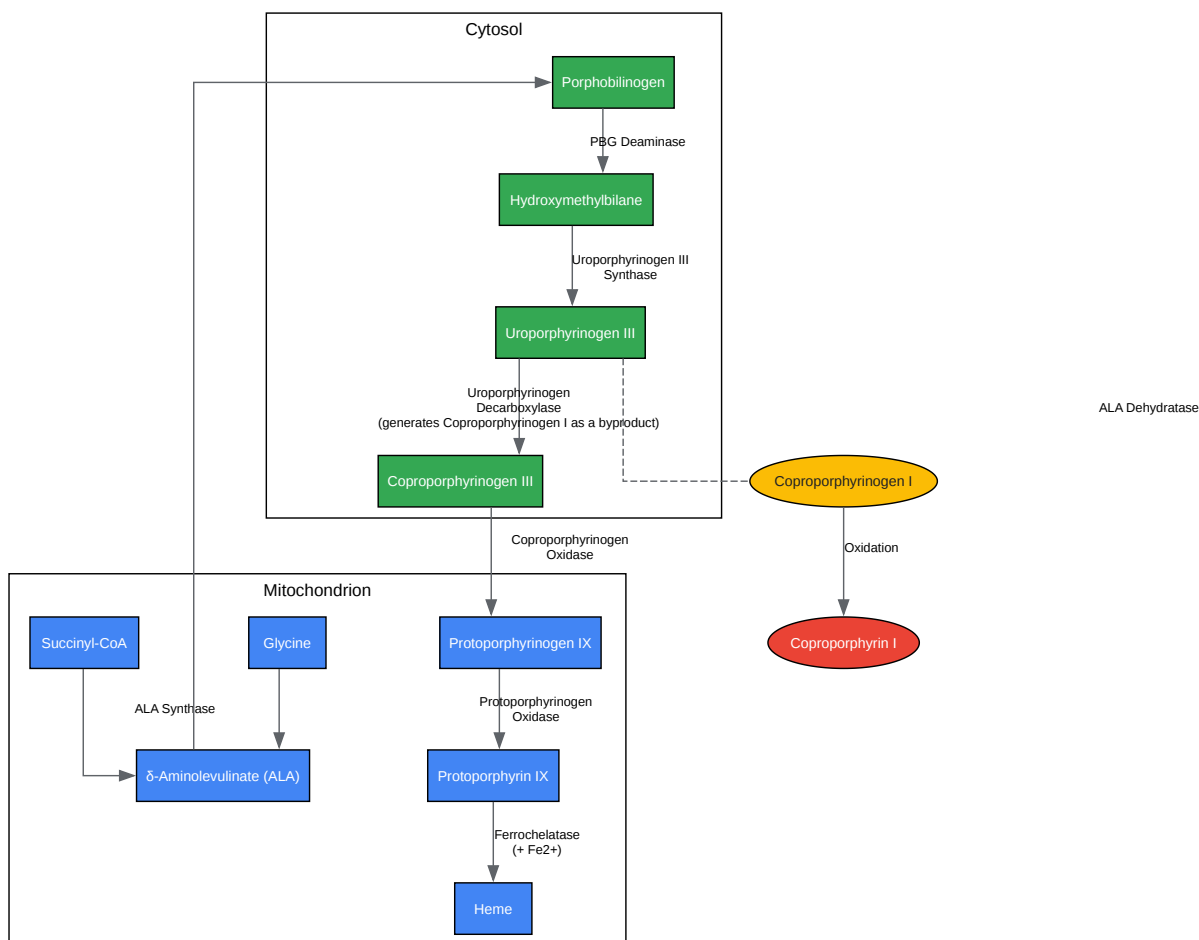 Cytosol
Porphobilinogen
PBG Deaminase
Hydroxymethylbilane
Uroporphyrinogen III
Synthase
Uroporphyrinogen III
Uroporphyrinogen
Decarboxylase
(generates Coproporphyrinogen I as a byproduct)
ALA Dehydratase
Coproporphyrinogen III
Coproporphyrinogen I
Coproporphyrinogen
Oxidase
Oxidation
Mitochondrion
Succinyl-CoA
Glycine
Protoporphyrinogen IX
Coproporphyrin I
ALA Synthase
Protoporphyrinogen
Oxidase
δ-Aminolevulinate (ALA)
Protoporphyrin IX
Ferrochelatase
(+ Fe2+)
Heme